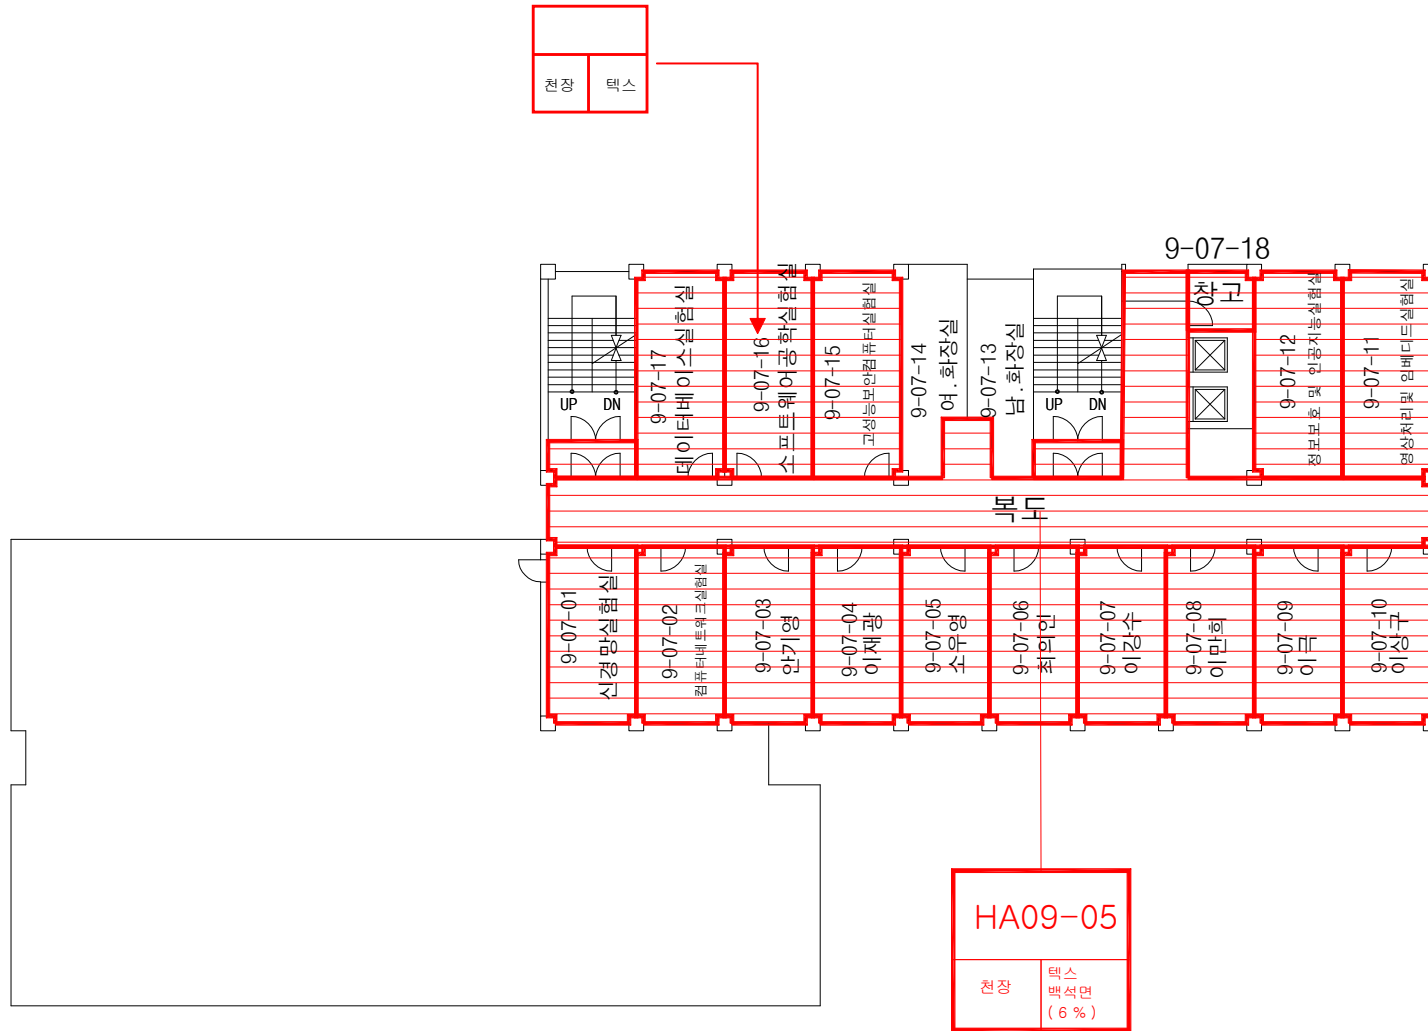 천장 텍스
9-07-18
창고
9-07-17
데이터베이스실험실
9-07-16
소프트웨어공학실험실
9-07-15
고성능보안컴퓨터실험실
9-07-14
여.화장실
9-07-13
남.화장실
9-07-12
정보보호 및 인공지능실험실
9-07-11
영상처리및 임베디드실험실
UP DN
UP DN
복도
9-07-01
신경망실험실
9-07-02
컴퓨터네트워크실험실
9-07-03
안기영
9-07-04
이재광
9-07-05
소우영
9-07-06
최의인
9-07-07
이강수
9-07-08
이만희
9-07-09
이극
9-07-10
이상구
HA09-05
천장
텍스
백석면
( 6 % )